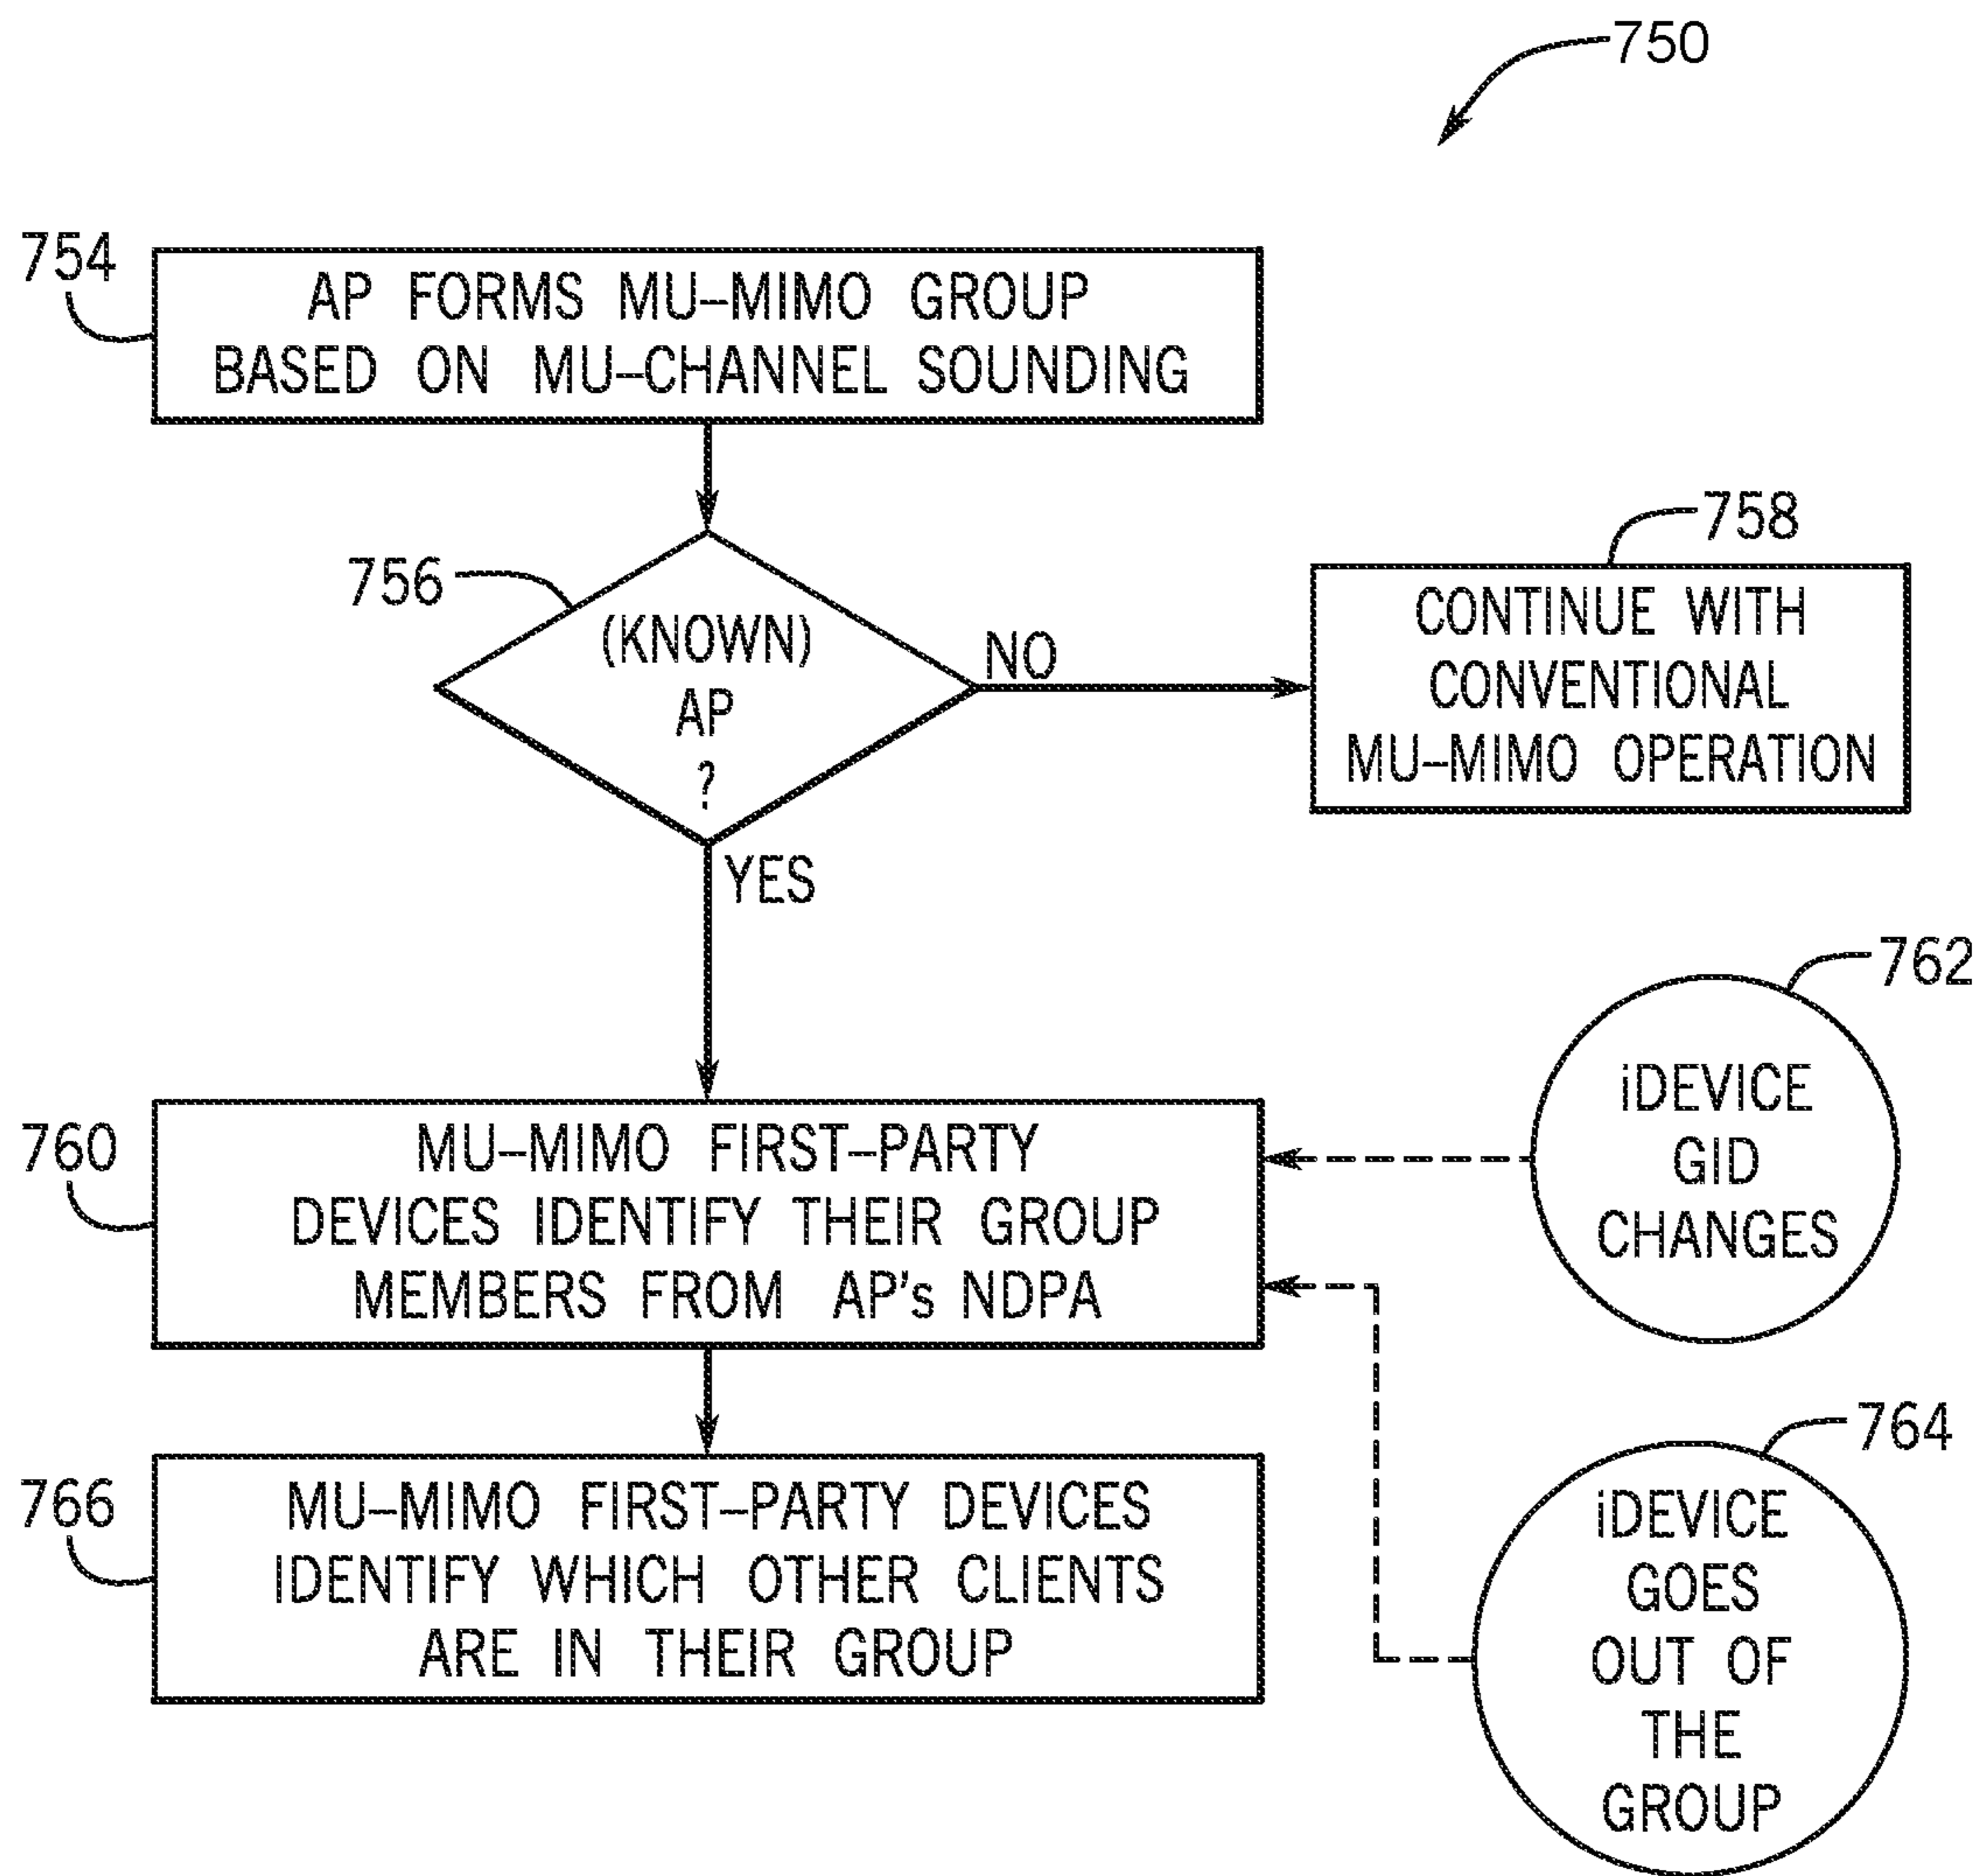 750
754
AP FORMS MU-MIMO GROUP
BASED ON MU-CHANNEL SOUNDING
756
(KNOWN)
AP
?
NO
758
CONTINUE WITH
CONVENTIONAL
MU-MIMO OPERATION
YES
760
MU-MIMO FIRST-PARTY
DEVICES IDENTIFY THEIR GROUP
MEMBERS FROM AP's NDPA
762
iDEVICE
GID
CHANGES
766
MU-MIMO FIRST-PARTY DEVICES
IDENTIFY WHICH OTHER CLIENTS
ARE IN THEIR GROUP
764
iDEVICE
GOES
OUT OF
THE
GROUP